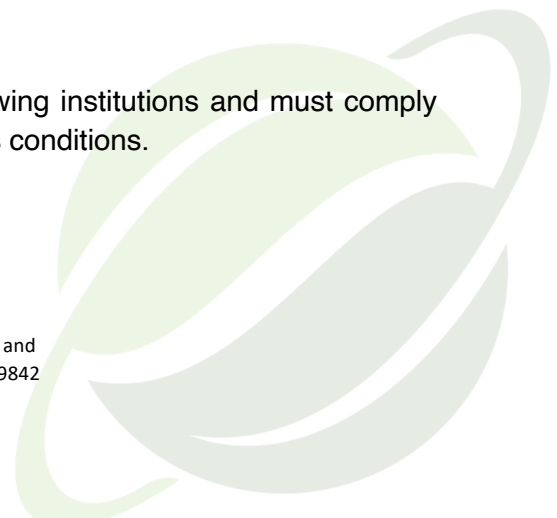 wing institutions and must comply
conditions.
and
9842